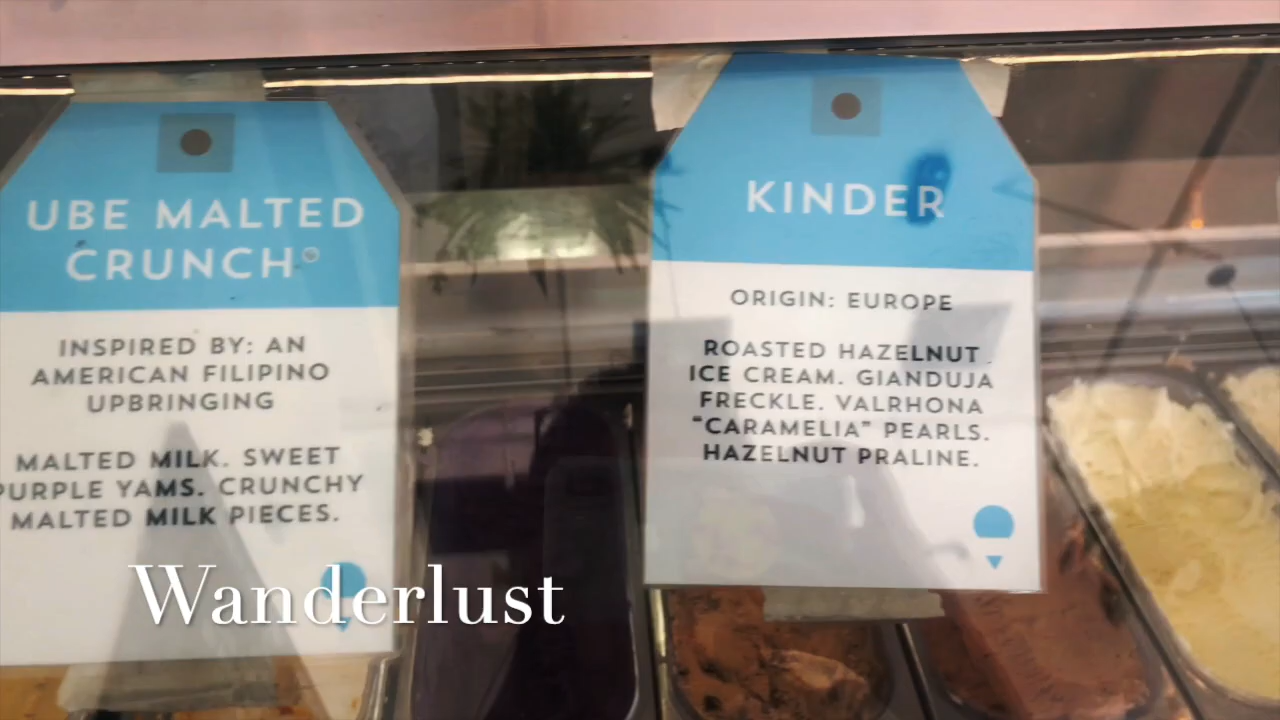 UBE MALTED
CRUNCH®
INSPIRED BY: AN
AMERICAN FILIPINO
UPBRINGING
MALTED MILK. SWEET
PURPLE YAMS. CRUNCHY
MALTED MILK PIECES.
KINDER
ORIGIN: EUROPE
ROASTED HAZELNUT
ICE CREAM. GIANDUJA
FRECKLE. VALRHONA
"CARAMELIA" PEARLS.
HAZELNUT PRALINE.
Wanderlust